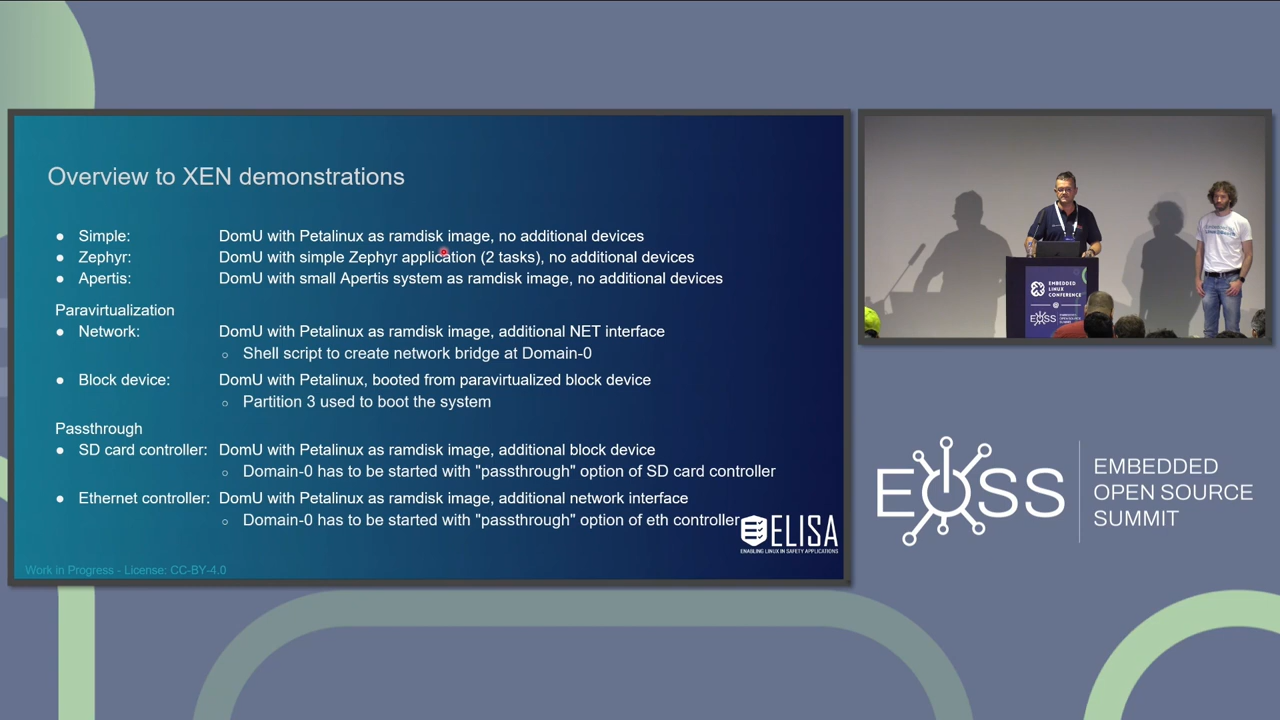 Overview to XEN demonstrations
● Simple: DomU with Petalinux as ramdisk image, no additional devices
● Zephyr: DomU with simple Zephyr application (2 tasks), no additional devices
● Apertis: DomU with small Apertis system as ramdisk image, no additional devices
Paravirtualization
● Network: DomU with Petalinux as ramdisk image, additional NET interface
○ Shell script to create network bridge at Domain-0
● Block device: DomU with Petalinux, booted from paravirtualized block device
○ Partition 3 used to boot the system
Passthrough
● SD card controller: DomU with Petalinux as ramdisk image, additional block device
○ Domain-0 has to be started with "passthrough" option of SD card controller
● Ethernet controller: DomU with Petalinux as ramdisk image, additional network interface
○ Domain-0 has to be started with "passthrough" option of eth controller
ELISA
ENABLING LINUX IN SAFETY APPLICATIONS
Work in Progress - License: CC-BY-4.0
EMBEDDED
LINUX
CONFERENCE
EOSS
EMBEDDED
OPEN SOURCE
SUMMIT
EOSS
EMBEDDED
OPEN SOURCE
SUMMIT